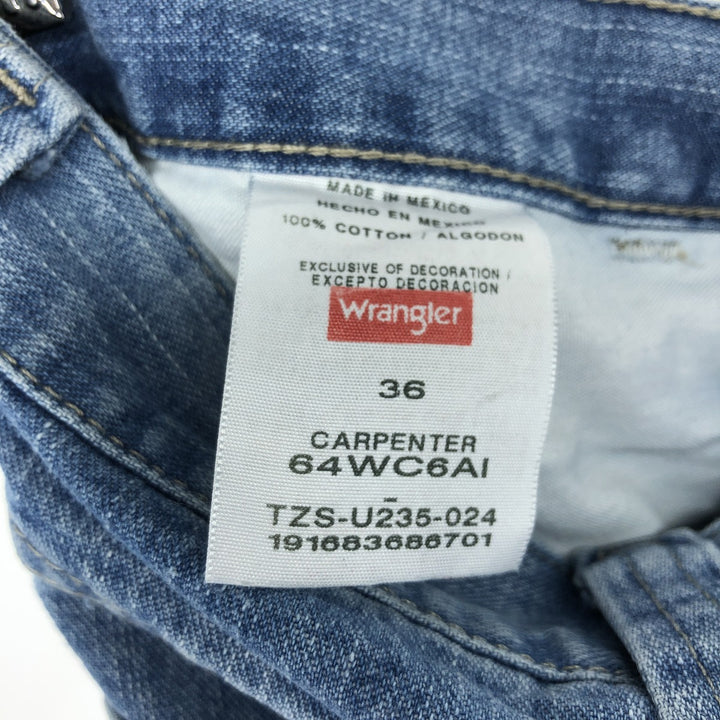 MADE IN MEXICO
HECHO EN MEXICO
100% COTTON / ALGODON
EXCLUSIVE OF DECORATION /
EXCEPTO DECORACION
Wrangler
36
CARPENTER
64WC6AI
-
TZS-U235-024
191683686701